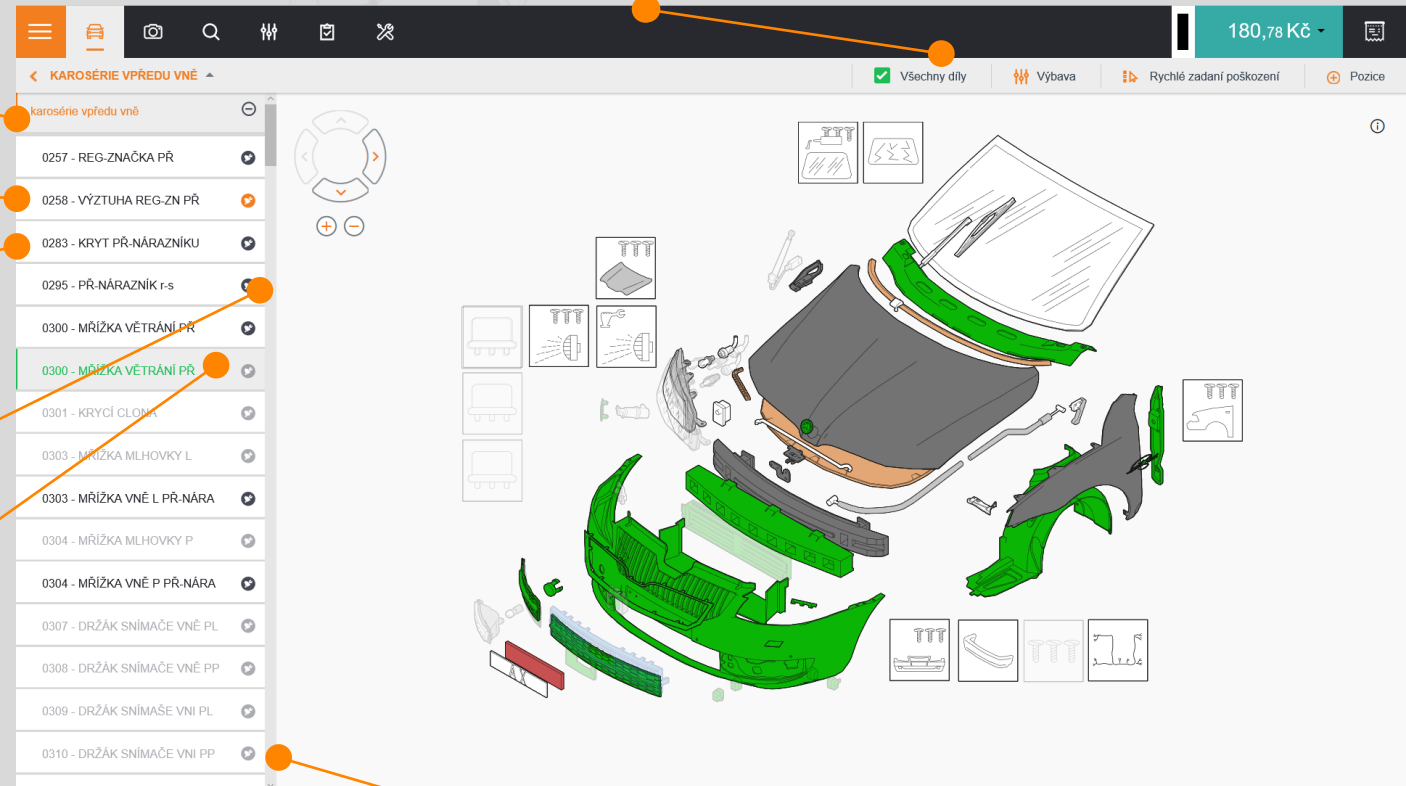 180,78 Kč
KAROSÉRIE VPŘEDU VNĚ
Všechny díly
Výbava
Rychlé zadaní poškození
Pozice
karosérie vpředu vně
0257 - REG-ZNAČKA PŘ
0258 - VÝZTUHA REG-ZN PŘ
0283 - KRYT PŘ-NÁRAZNÍKU
0295 - PŘ-NÁRAZNÍK r-s
0300 - MŘÍŽKA VĚTRÁNÍ PŘ
0300 - MŘÍŽKA VĚTRÁNÍ PŘ
0301 - KRYCÍ CLONA
0303 - MŘÍŽKA MLHOVKY L
0303 - MŘÍŽKA VNĚ L PŘ-NÁRA
0304 - MŘÍŽKA MLHOVKY P
0304 - MŘÍŽKA VNĚ P PŘ-NÁRA
0307 - DRŽÁK SNÍMAČE VNĚ PL
0308 - DRŽÁK SNÍMAČE VNĚ PP
0309 - DRŽÁK SNÍMAŠE VNI PL
0310 - DRŽÁK SNÍMAČE VNI PP